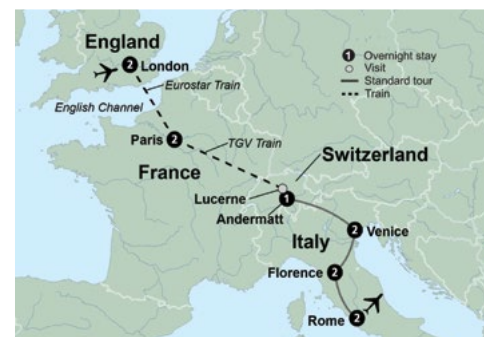 England
2 London
Eurostar Train
English Channel
1 Overnight stay
Visit
Standard tour
Train
Paris 2
TGV Train
France
Switzerland
Lucerne
Andermatt 1
Italy
2 Venice
Florence 2
Rome 2